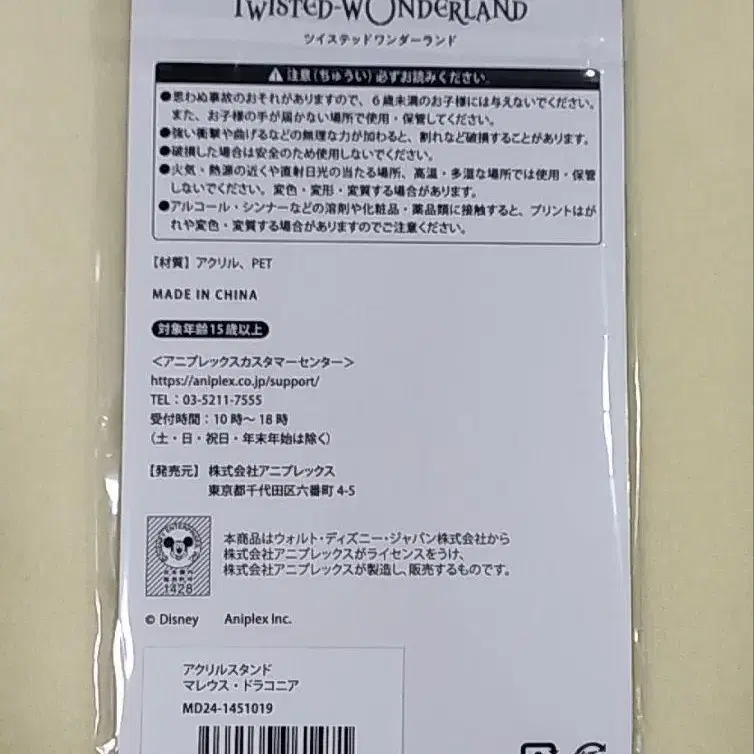 TWISTED-WONDERLAND
ツイステッドワンダーランド
注意(ちゅうい)必ずお読みください。
●思わぬ事故のおそれがありますので、6歳未満のお子様には与えないでください。
また、お子様の手が届かない場所で使用・保管してください。
●強い衝撃や曲げるなどの無理な力が加わると、割れなど破損することがあります。
●破損した場合は安全のため使用しないでください。
●火気・熱源の近くや直射日光の当たる場所、高温・多湿な場所では使用・保管
しないでください。変色・変形・変質する場合があります。
●アルコール・シンナーなどの溶剤や化粧品・薬品類に接触すると、プリントはが
れや変色・変質する場合がありますのでご注意ください。
【材質】アクリル、PET
MADE IN CHINA
対象年齢15歳以上
<アニプレックスカスタマーセンター>
https://aniplex.co.jp/support/
TEL:03-5211-7555
受付時間:10時~18時
(土・日・祝日・年末年始は除く)
【発売元】株式会社アニプレックス
東京都千代田区六番町4-5
1428
本商品はウォルト・ディズニー・ジャパン株式会社から
株式会社アニプレックスがライセンスをうけ、
株式会社アニプレックスが製造し、販売するものです。
© Disney Aniplex Inc.
アクリルスタンド
マレウス・ドラコニア
MD24-1451019